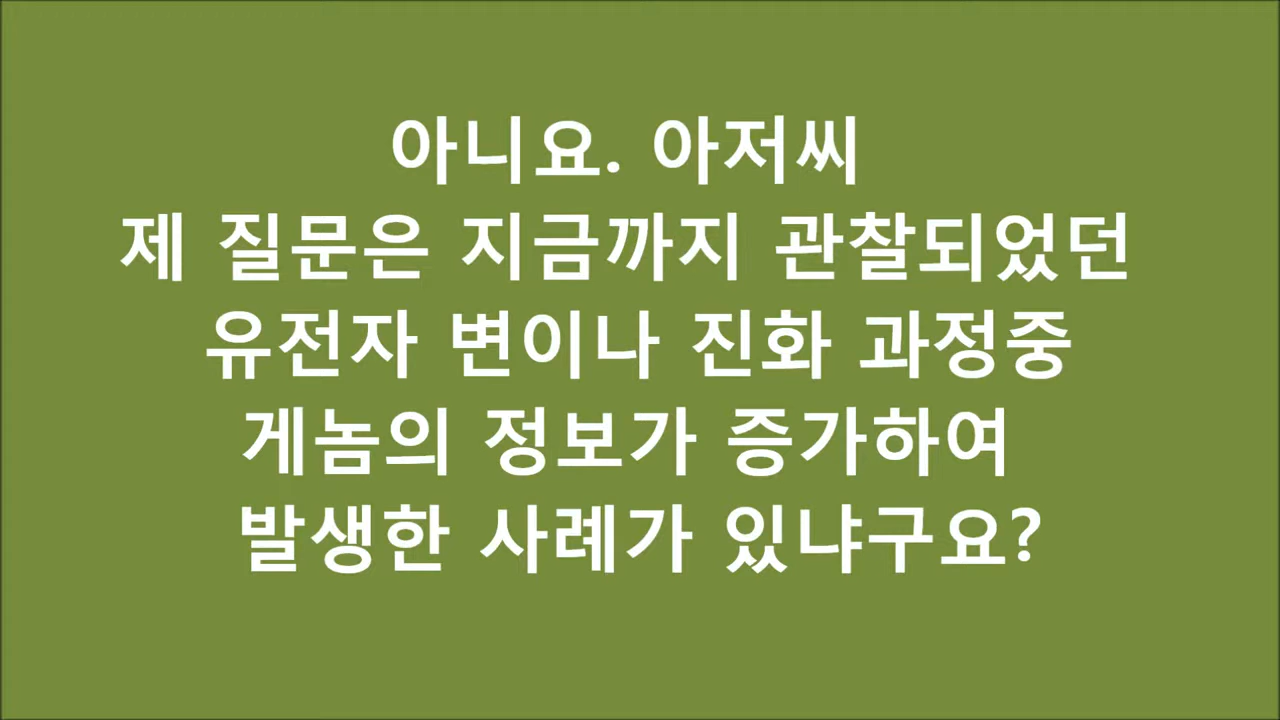 아니요. 아저씨
제 질문은 지금까지 관찰되었던
유전자 변이나 진화 과정중
게놈의 정보가 증가하여
발생한 사례가 있냐구요?